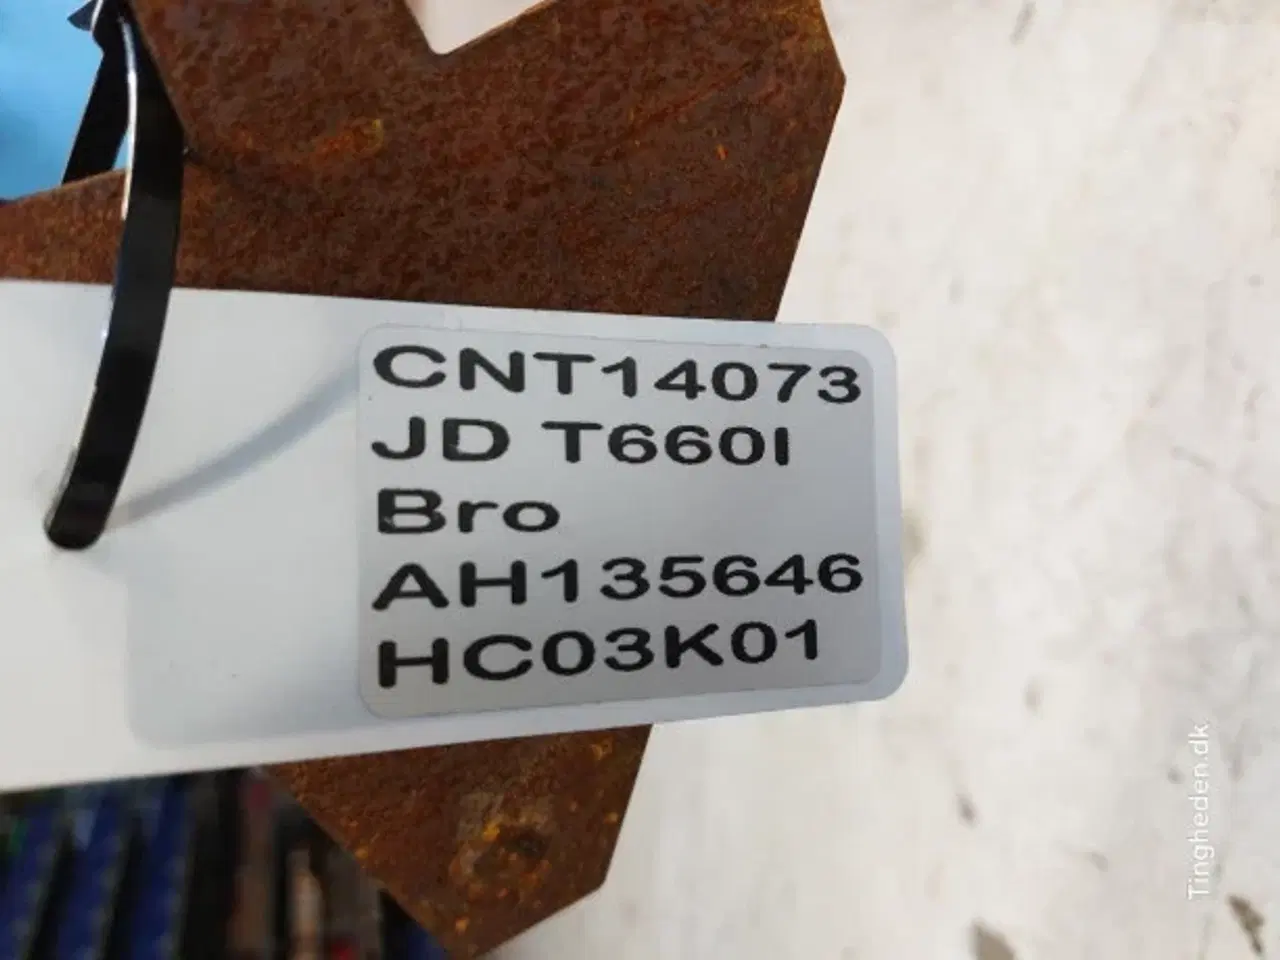 CNT14073
JD T660I
Bro
AH135646
HC03K01
Tingheden.dk